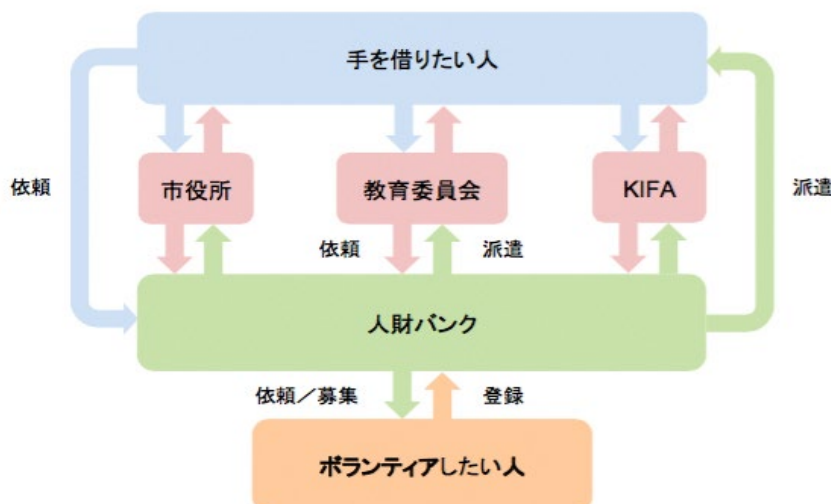 手を借りたい人
依頼
市役所
教育委員会
KIFA
派遣
依頼
派遣
人財バンク
依頼／募集
登録
ボランティアしたい人